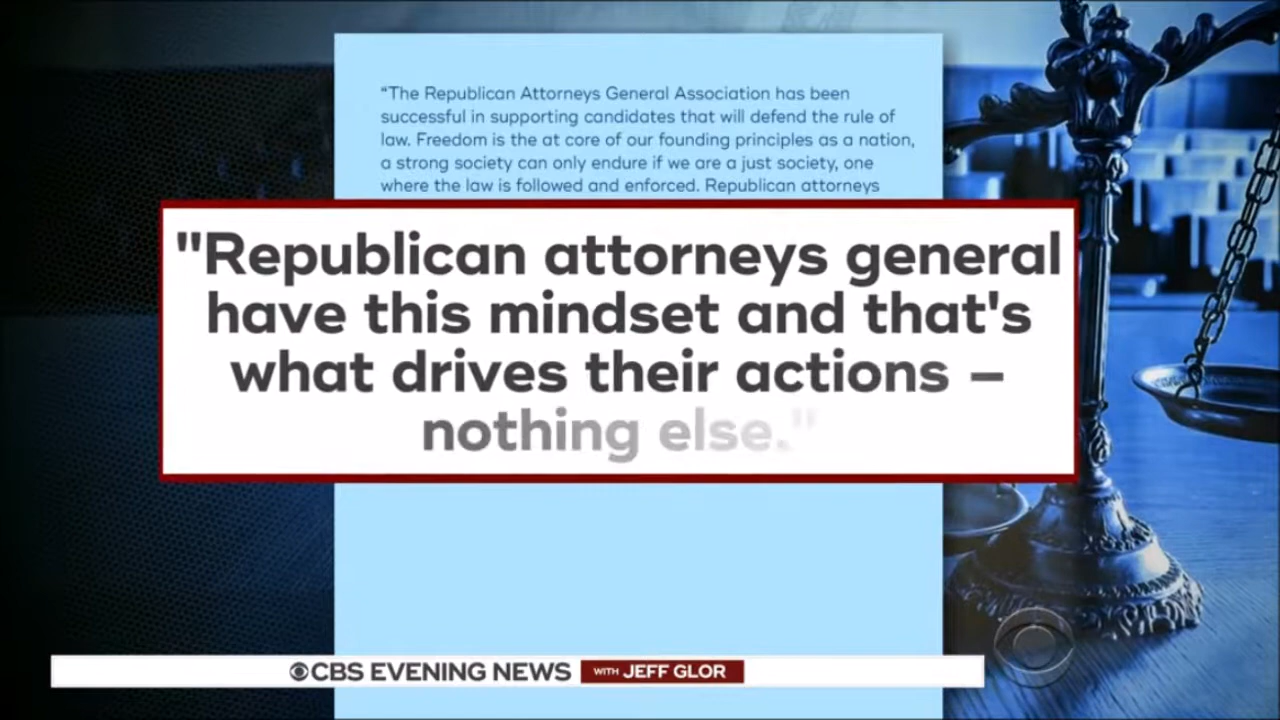 “The Republican Attorneys General Association has been
successful in supporting candidates that will defend the rule of
law. Freedom is the at core of our founding principles as a nation,
a strong society can only endure if we are a just society, one
where the law is followed and enforced. Republican attorneys
"Republican attorneys general
have this mindset and that's
what drives their actions –
nothing else."
CBS EVENING NEWS WITH JEFF GLOR